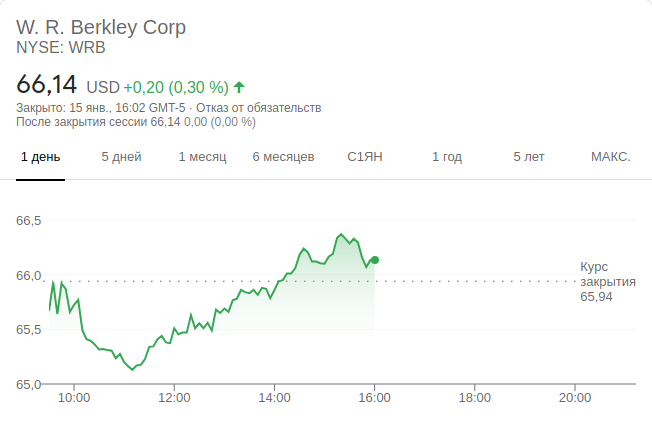 W. R. Berkley Corp
NYSE: WRB
66,14 USD +0,20 (0,30 %)
Закрыто: 15 янв., 16:02 GMT-5 · Отказ от обязательств
После закрытия сессии 66,14 0,00 (0,00 %)
1 день 5 дней 1 месяц 6 месяцев С1ЯН 1 год 5 лет МАКС.
66,5
66,0
65,5
65,0
Курс
закрытия
65,94
10:00 12:00 14:00 16:00 18:00 20:00